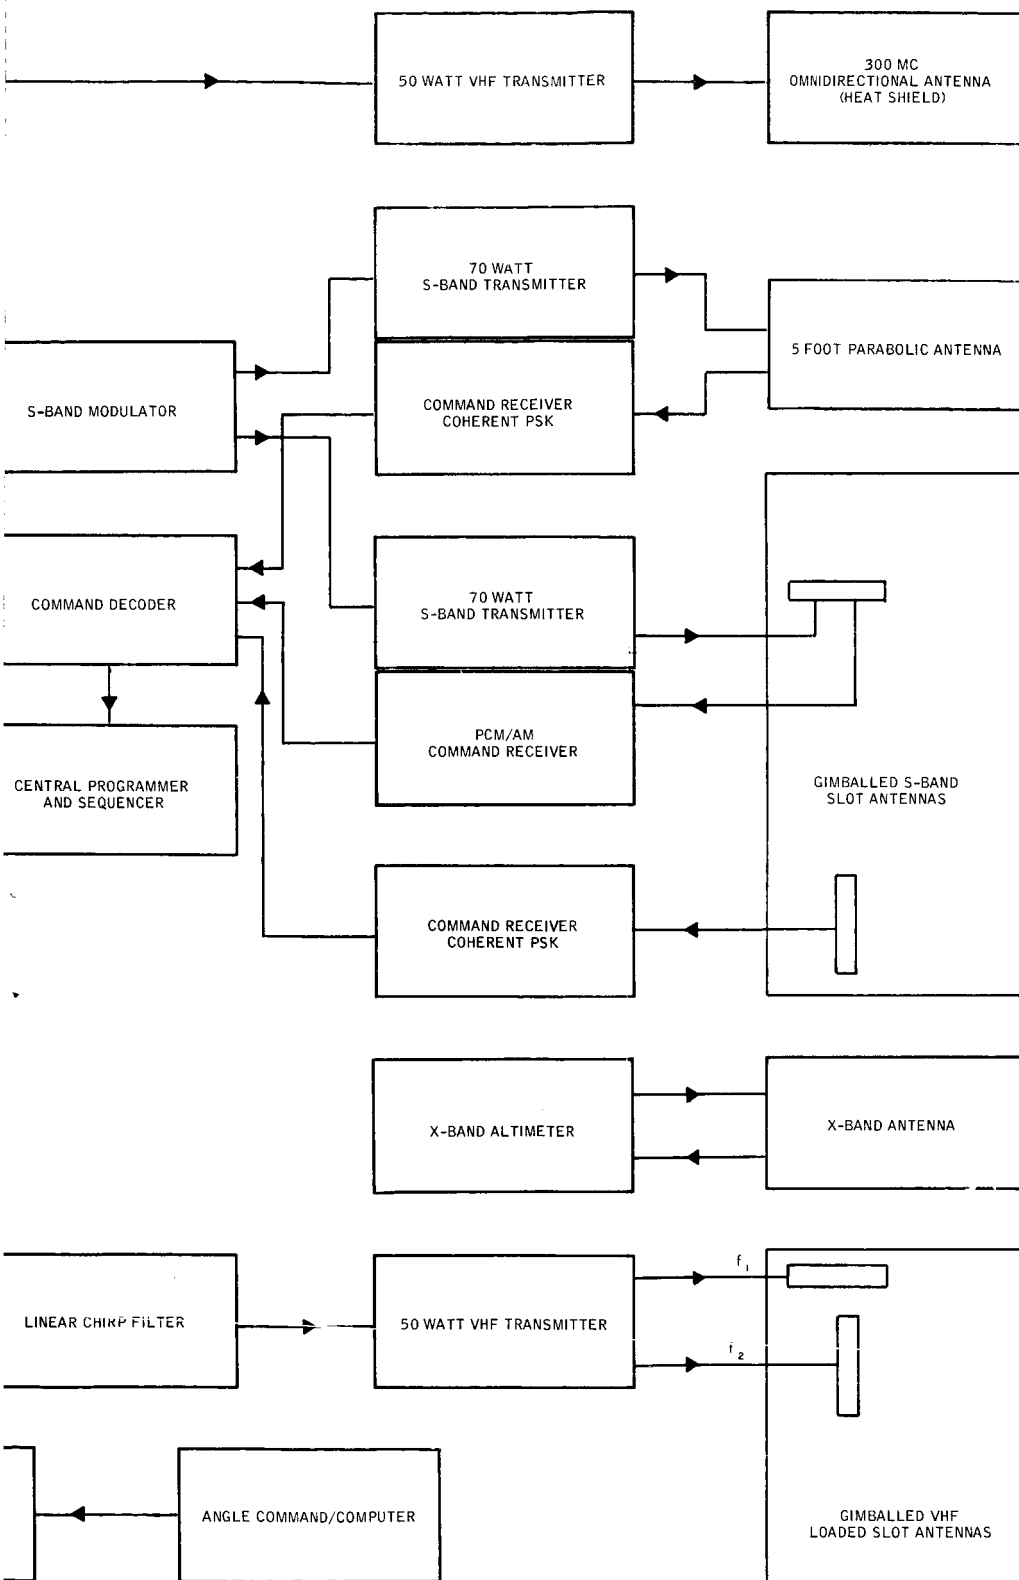 50 WATT VHF TRANSMITTER
300 MC
OMNIDIRECTIONAL ANTENNA
(HEAT SHIELD)
70 WATT
S-BAND TRANSMITTER
5 FOOT PARABOLIC ANTENNA
S-BAND MODULATOR
COMMAND RECEIVER
COHERENT PSK
COMMAND DECODER
70 WATT
S-BAND TRANSMITTER
PCM/AM
COMMAND RECEIVER
CENTRAL PROGRAMMER
AND SEQUENCER
GIMBALLED S-BAND
SLOT ANTENNAS
COMMAND RECEIVER
COHERENT PSK
X-BAND ALTIMETER
X-BAND ANTENNA
f1
LINEAR CHIRP FILTER
50 WATT VHF TRANSMITTER
f2
ANGLE COMMAND/COMPUTER
GIMBALLED VHF
LOADED SLOT ANTENNAS